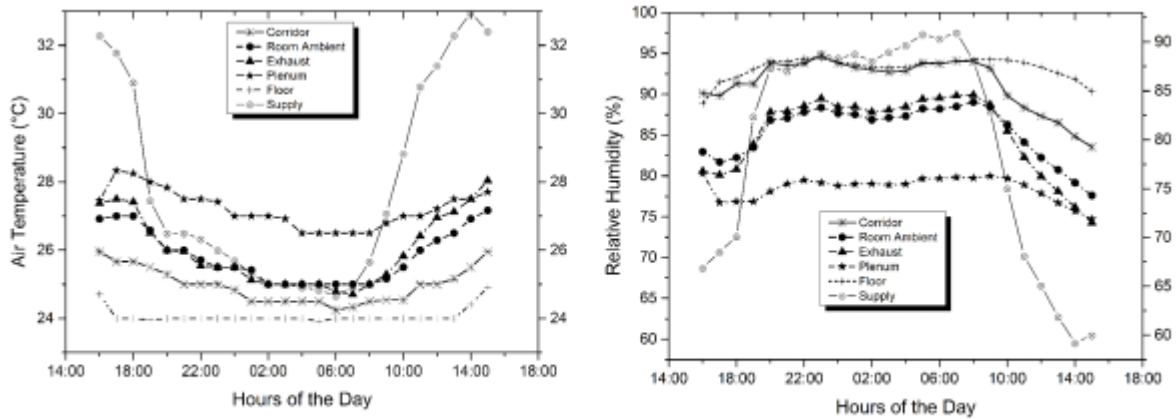 32
30
28
26
24
Air Temperature (°C)
Corridor
Room Ambient
Exhaust
Plenum
Floor
Supply
32
30
28
26
24
14:00 18:00 22:00 02:00 06:00 10:00 14:00 18:00
Hours of the Day
100
95
90
85
80
75
70
65
60
Relative Humidity (%)
Corridor
Room Ambient
Exhaust
Plenum
Floor
Supply
90
85
80
75
70
65
60
14:00 18:00 22:00 02:00 06:00 10:00 14:00 18:00
Hours of the Day